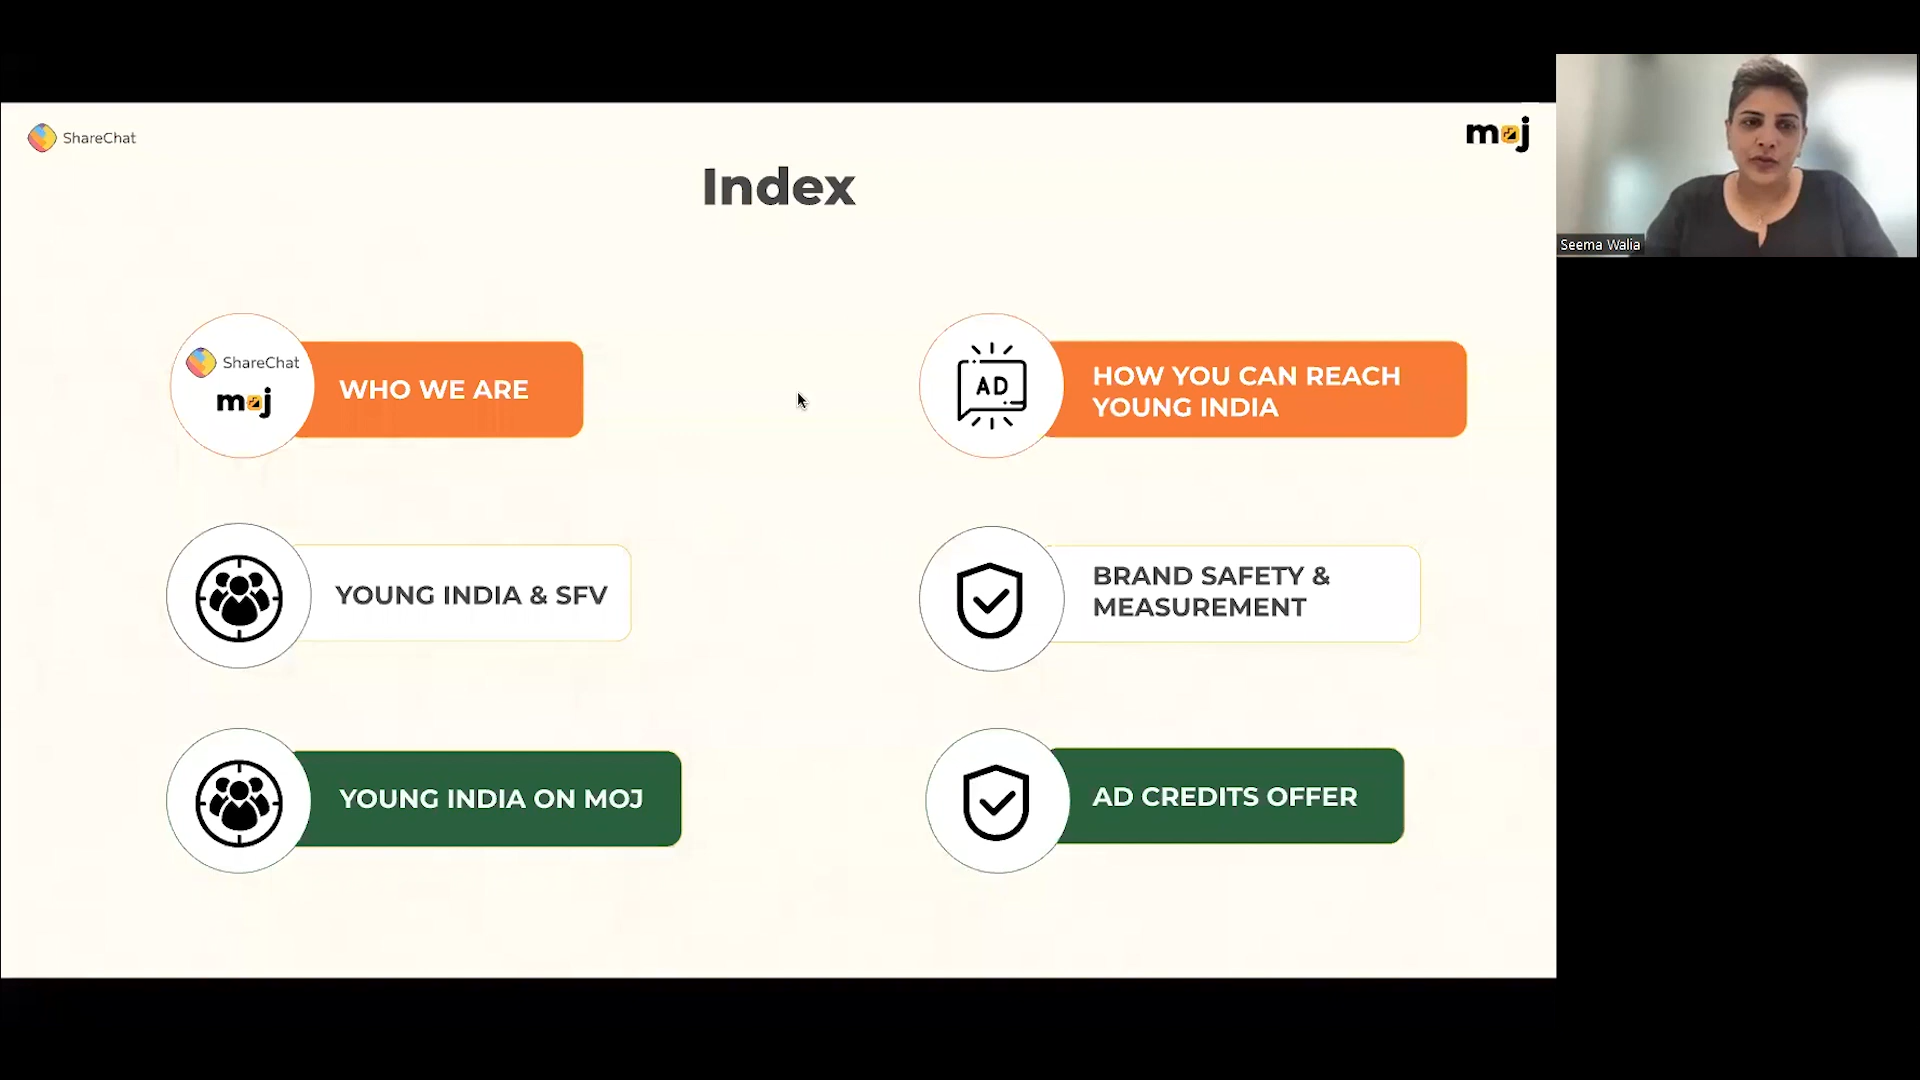 ShareChat
moj
Index
ShareChat
moj
WHO WE ARE
AD
HOW YOU CAN REACH
YOUNG INDIA
YOUNG INDIA & SFV
BRAND SAFETY &
MEASUREMENT
YOUNG INDIA ON MOJ
AD CREDITS OFFER
Seema Walia